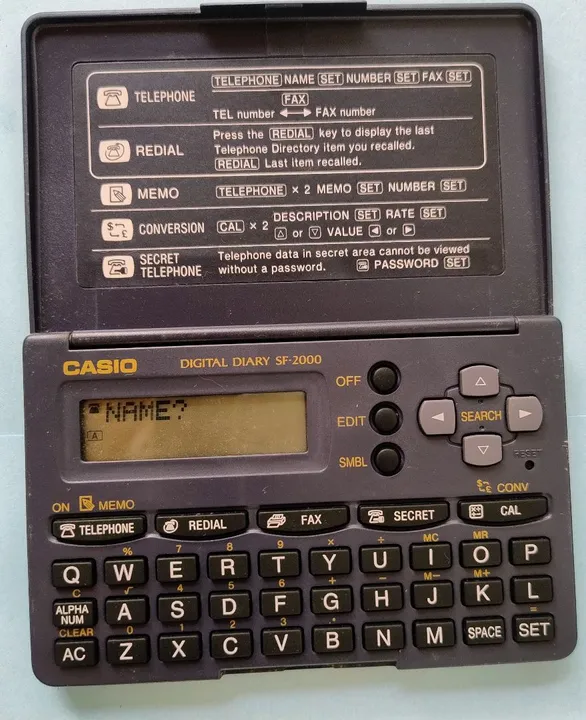 TELEPHONE
TELEPHONE NAME SET NUMBER SET FAX SET
FAX
TEL number ↔ FAX number
REDIAL
Press the REDIAL key to display the last
Telephone Directory item you recalled.
REDIAL Last item recalled.
MEMO
TELEPHONE × 2 MEMO SET NUMBER SET
$ £
CONVERSION
CAL × 2 DESCRIPTION SET RATE SET
△ or ▽ VALUE ◁ or ▷
SECRET
TELEPHONE
Telephone data in secret area cannot be viewed
without a password. PASSWORD SET
CASIO
DIGITAL DIARY SF-2000
OFF
NAME?
A
EDIT
SEARCH
SMBL
RESET
ON MEMO $ £ CONV
TELEPHONE REDIAL FAX SECRET CAL
% 7 8 9 × ÷ MC MR
Q W E R T Y U I O P
C √ 4 5 6 + − M− M+
ALPHA NUM A S D F G H J K L
CLEAR 0 1 2 3 · =
AC Z X C V B N M SPACE SET